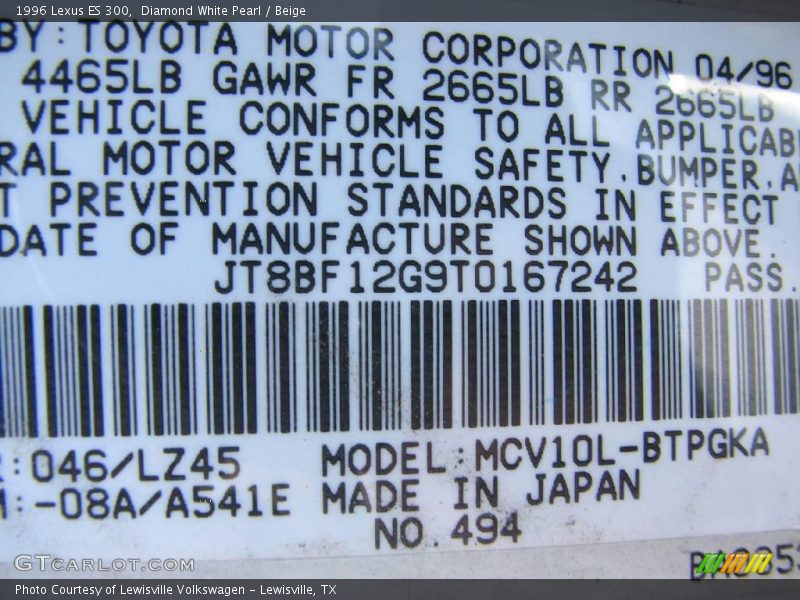 1996 Lexus ES 300, Diamond White Pearl / Beige
BY: TOYOTA MOTOR CORPORATION 04/96
4465LB GAWR FR 2665LB RR 2665LB
VEHICLE CONFORMS TO ALL APPLICAB
RAL MOTOR VEHICLE SAFETY, BUMPER, A
T PREVENTION STANDARDS IN EFFECT
DATE OF MANUFACTURE SHOWN ABOVE.
JT8BF12G9T0167242 PASS.
:046/LZ45 MODEL: MCV10L-BTPGKA
:-08A/A541E MADE IN JAPAN
NO. 494
GTCARLOT.COM
Photo Courtesy of Lewisville Volkswagen - Lewisville, TX